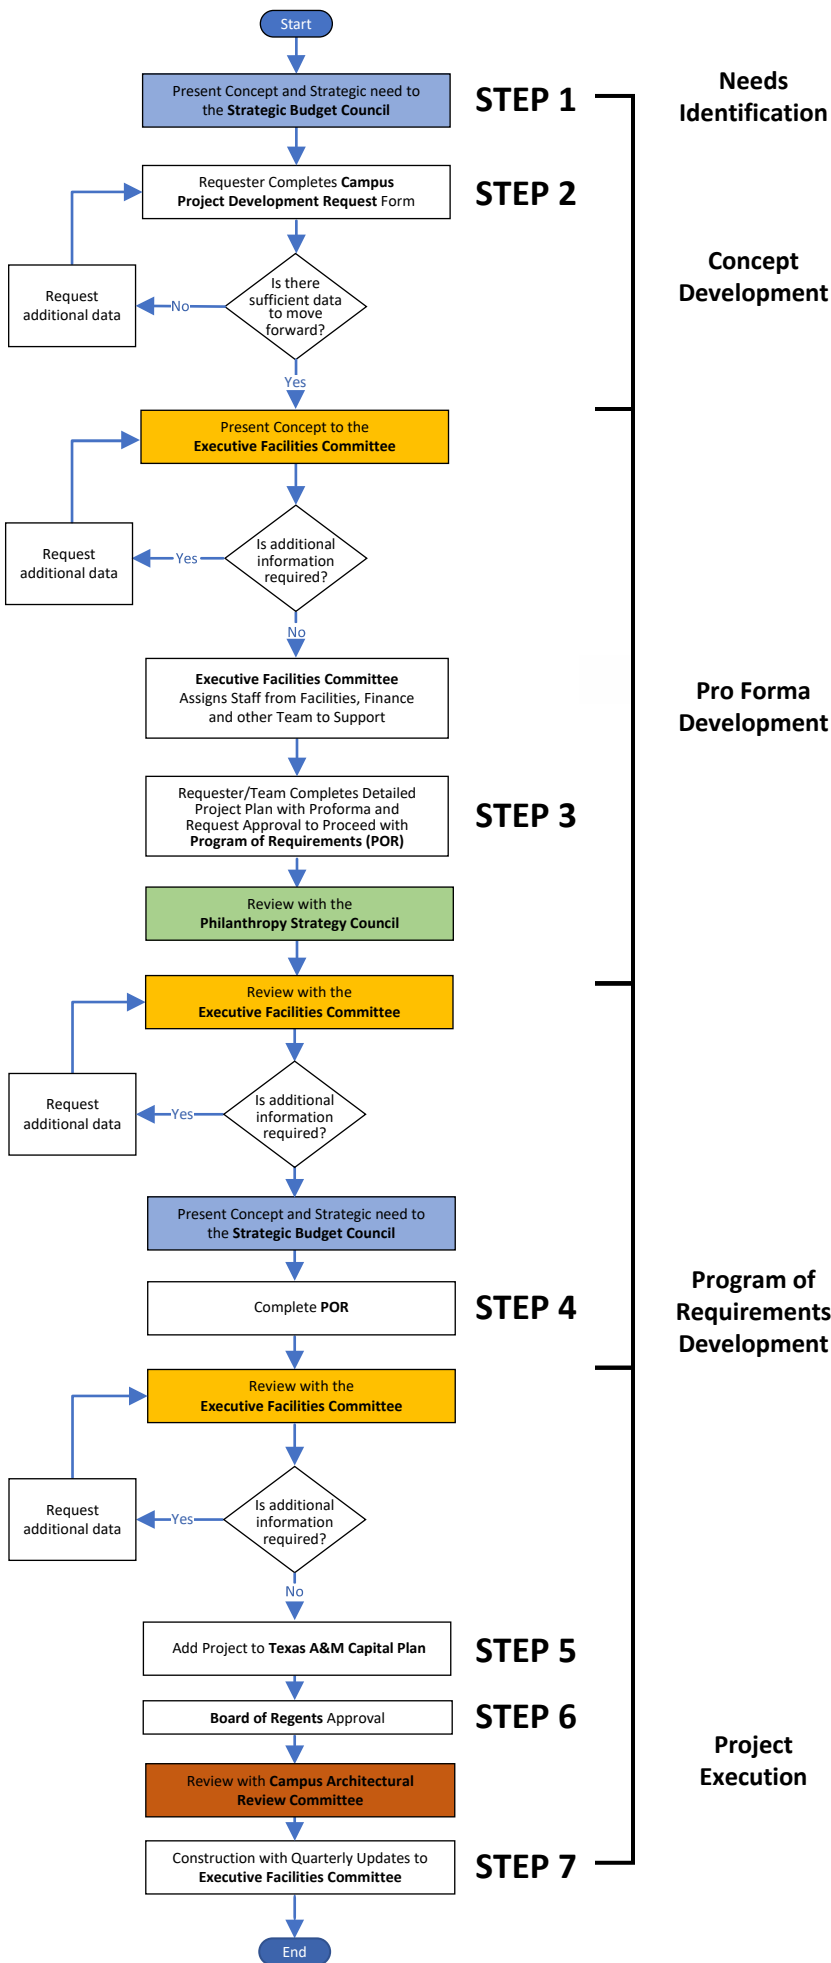 Start
Present Concept and Strategic need to
the Strategic Budget Council
STEP 1
Needs
Identification
Requester Completes Campus
Project Development Request Form
STEP 2
Is there
sufficient data
to move
forward?
No
Request
additional data
Concept
Development
Yes
Present Concept to the
Executive Facilities Committee
Is additional
information
required?
Yes
Request
additional data
No
Executive Facilities Committee
Assigns Staff from Facilities, Finance
and other Team to Support
Pro Forma
Development
Requester/Team Completes Detailed
Project Plan with Proforma and
Request Approval to Proceed with
Program of Requirements (POR)
STEP 3
Review with the
Philanthropy Strategy Council
Review with the
Executive Facilities Committee
Is additional
information
required?
Yes
Request
additional data
Present Concept and Strategic need to
the Strategic Budget Council
Complete POR
STEP 4
Program of
Requirements
Development
Review with the
Executive Facilities Committee
Is additional
information
required?
Yes
Request
additional data
No
Add Project to Texas A&M Capital Plan
STEP 5
Board of Regents Approval
STEP 6
Project
Execution
Review with Campus Architectural
Review Committee
Construction with Quarterly Updates to
Executive Facilities Committee
STEP 7
End